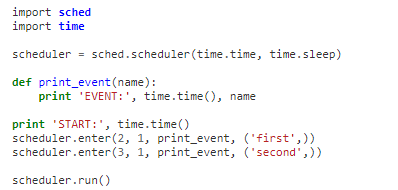 import sched
import time
scheduler = sched.scheduler(time.time, time.sleep)
def print_event(name):
    print 'EVENT:', time.time(), name
print 'START:', time.time()
scheduler.enter(2, 1, print_event, ('first',))
scheduler.enter(3, 1, print_event, ('second',))
scheduler.run()